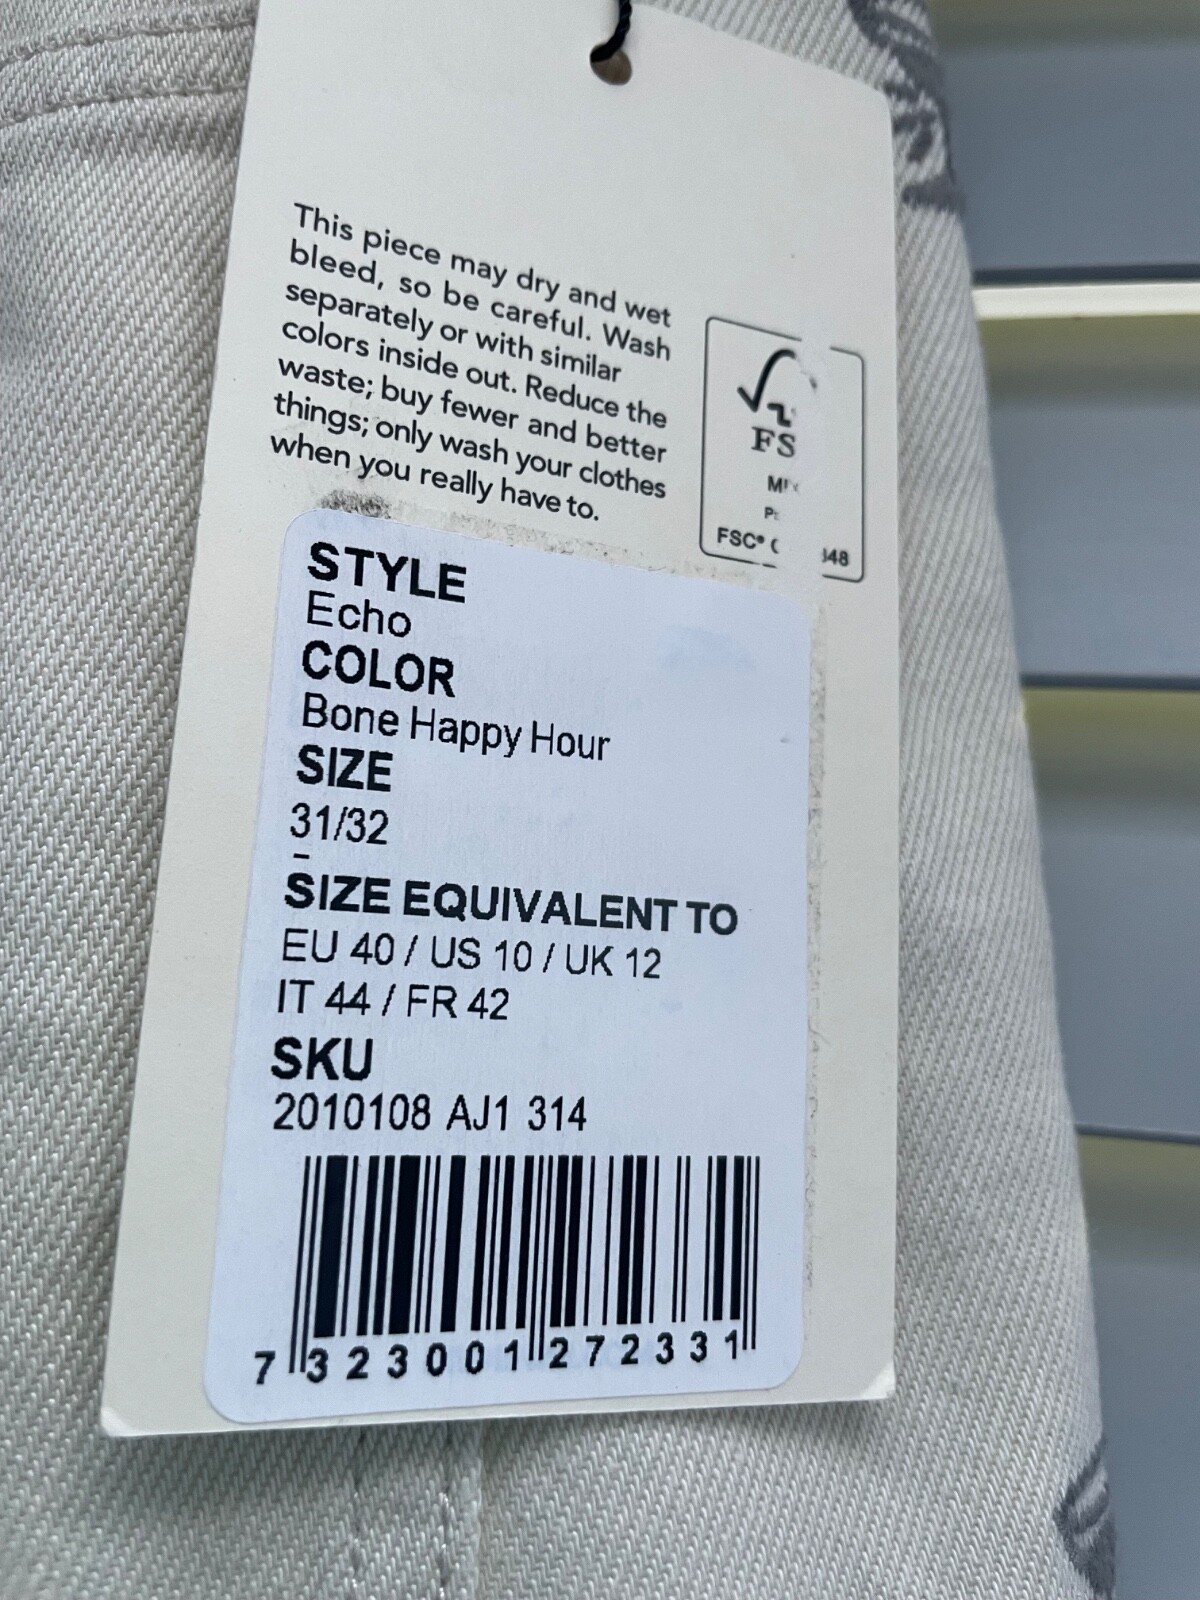 This piece may dry and wet
bleed, so be careful. Wash
separately or with similar
colors inside out. Reduce the
waste; buy fewer and better
things; only wash your clothes
when you really have to.
FSC®
STYLE
Echo
COLOR
Bone Happy Hour
SIZE
31/32
-
SIZE EQUIVALENT TO
EU 40 / US 10 / UK 12
IT 44 / FR 42
SKU
2010108 AJ1 314
7 323001 272331